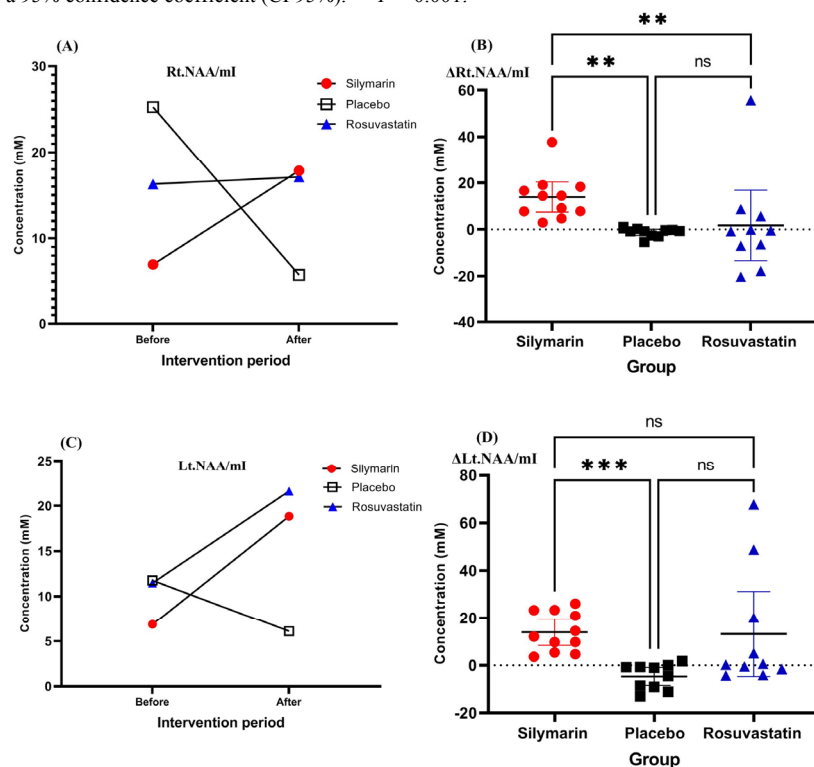 a 95% confidence coefficient (CI 95%).
(A)
Rt.NAA/mI
Silymarin
Placebo
Rosuvastatin
Concentration (mM)
30
20
10
0
Before
After
Intervention period
(B)
ΔRt.NAA/mI
**
**
ns
Concentration (mM)
60
40
20
0
-20
-40
Silymarin
Placebo
Rosuvastatin
Group
(C)
Lt.NAA/mI
Silymarin
Placebo
Rosuvastatin
Concentration (mM)
25
20
15
10
5
0
Before
After
Intervention period
(D)
ΔLt.NAA/mI
ns
***
ns
Concentration (mM)
80
60
40
20
0
-20
Silymarin
Placebo
Rosuvastatin
Group